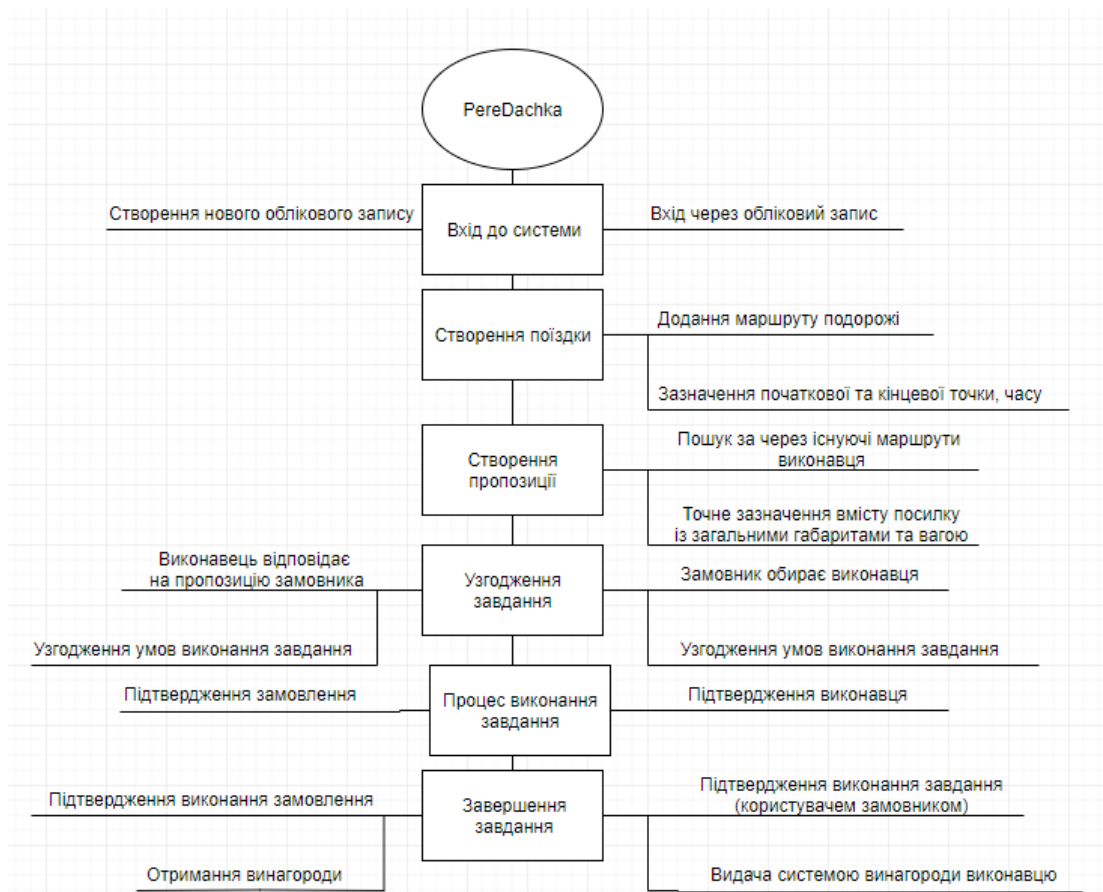 PereDachka
Створення нового облікового запису
Вхід до системи
Вхід через обліковий запис
Створення поїздки
Додання маршруту подорожі
Зазначення початкової та кінцевої точки, часу
Створення
пропозиції
Пошук за через існуючі маршрути
виконавця
Точне зазначення вмісту посилку
із загальними габаритами та вагою
Виконавець відповідає
на пропозицію замовника
Узгодження умов виконання завдання
Узгодження
завдання
Замовник обирає виконавця
Узгодження умов виконання завдання
Підтвердження замовлення
Процес виконання
завдання
Підтвердження виконавця
Підтвердження виконання замовлення
Отримання винагороди
Завершення
завдання
Підтвердження виконання завдання
(користувачем замовником)
Видача системою винагороди виконавцю